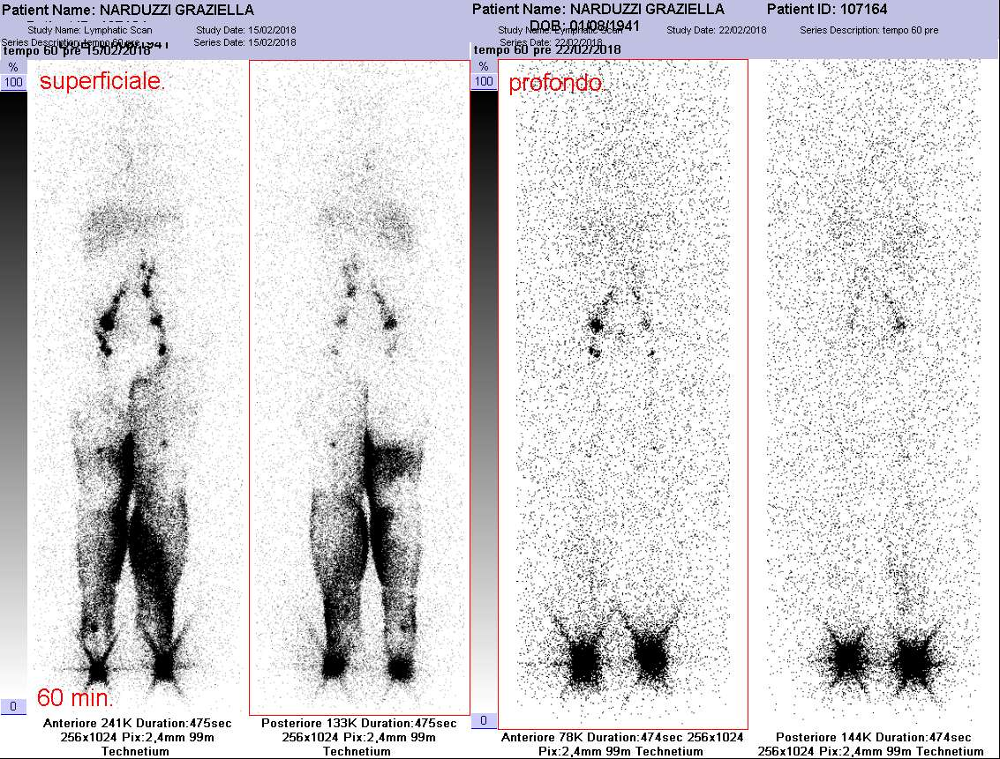 Patient Name: NARDUZZI GRAZIELLA
Study Name: Lymphatic Scan Study Date: 15/02/2018
Series Description: tempo 60 pre Series Date: 15/02/2018
tempo 60 pre 15/02/2018
%
100
superficiale.
60 min.
0
Anteriore 241K Duration:475sec
256x1024 Pix:2,4mm 99m
Technetium
Posteriore 133K Duration:475sec
256x1024 Pix:2,4mm 99m
Technetium
Patient Name: NARDUZZI GRAZIELLA Patient ID: 107164
DOB: 01/08/1941
Study Name: Lymphatic Scan Study Date: 22/02/2018 Series Description: tempo 60 pre
Series Date: 22/02/2018
tempo 60 pre 22/02/2018
%
100
profondo.
0
Anteriore 78K Duration:474sec 256x1024
Pix:2,4mm 99m Technetium
Posteriore 144K Duration:474sec
256x1024 Pix:2,4mm 99m Technetium